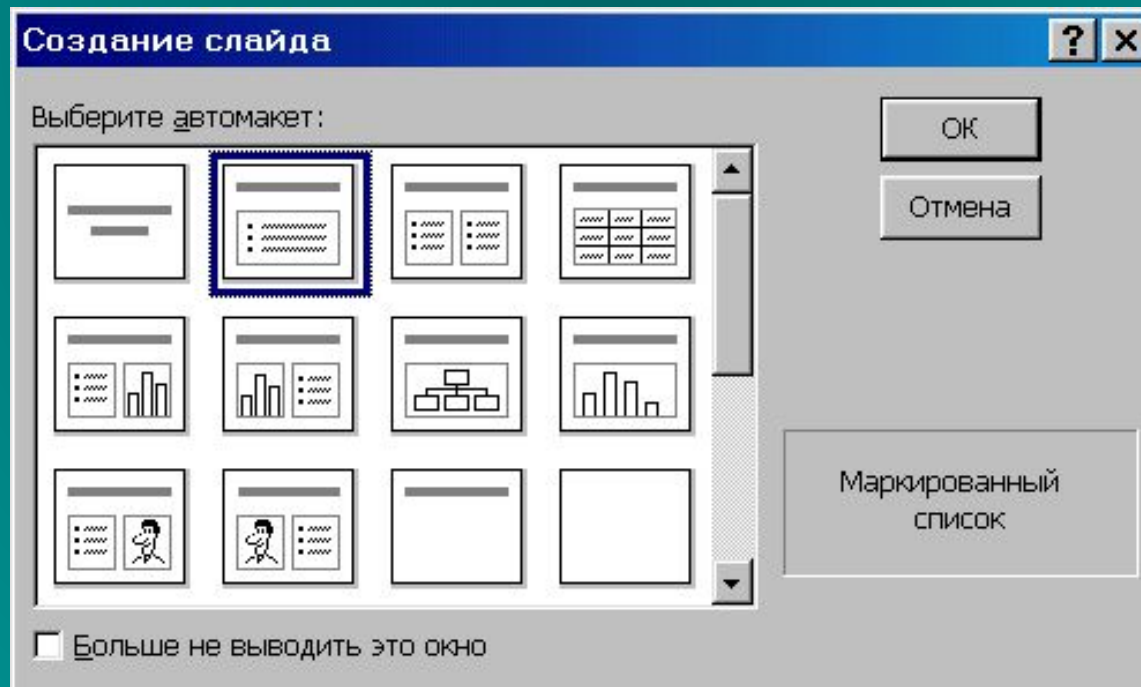 Создание слайда
Выберите автомакет:
ОК
Отмена
Маркированный
список
Больше не выводить это окно